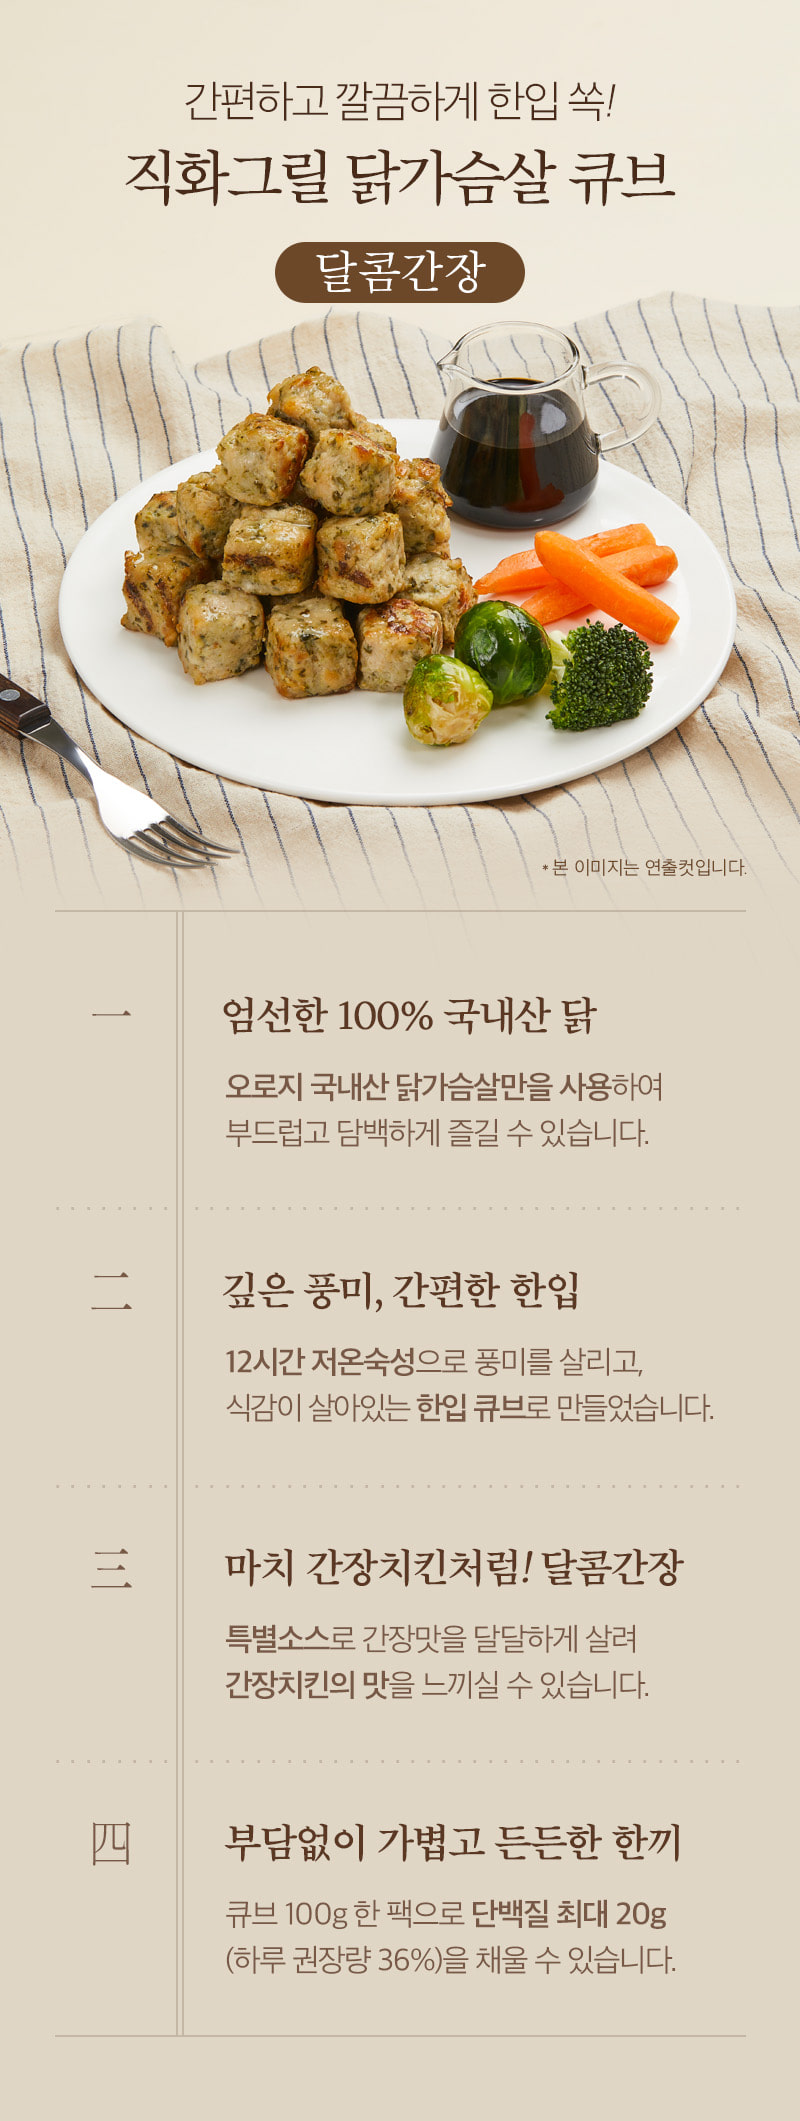 간편하고 깔끔하게 한입 쏙!
직화그릴 닭가슴살 큐브
달콤간장
* 본 이미지는 연출컷입니다.
一
엄선한 100% 국내산 닭
오로지 국내산 닭가슴살만을 사용하여
부드럽고 담백하게 즐길 수 있습니다.
二
깊은 풍미, 간편한 한입
12시간 저온숙성으로 풍미를 살리고,
식감이 살아있는 한입 큐브로 만들었습니다.
三
마치 간장치킨처럼! 달콤간장
특별소스로 간장맛을 달달하게 살려
간장치킨의 맛을 느끼실 수 있습니다.
四
부담없이 가볍고 든든한 한끼
큐브 100g 한 팩으로 단백질 최대 20g
(하루 권장량 36%)을 채울 수 있습니다.